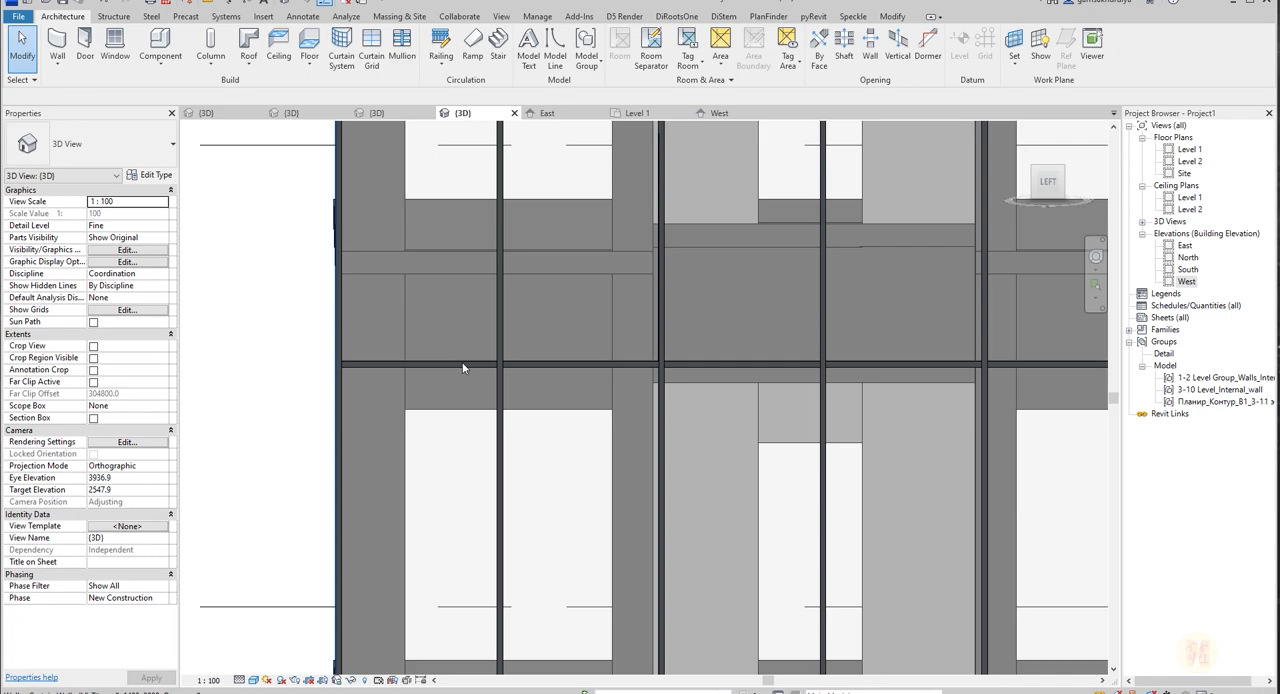 File Architecture Structure Steel Precast Systems Insert Annotate Analyze Massing & Site Collaborate View Manage Add-Ins D5 Render DiRootsOne DiStem PlanFinder pyRevit Speckle Modify
Modify Wall Door Window Component Column Roof Ceiling Floor Curtain System Curtain Grid Mullion Railing Ramp Stair Model Text Model Line Model Group Room Room Separator Tag Room Area Area Boundary Tag Area By Face Shaft Wall Vertical Dormer Level Grid Set Show Ref Plane Viewer
Select Build Circulation Model Room & Area Opening Datum Work Plane
Properties {3D} {3D} {3D} {3D} East Level 1 West Project Browser - Project1
3D View
3D View: {3D} Edit Type
Graphics
View Scale 1 : 100
Scale Value 1: 100
Detail Level Fine
Parts Visibility Show Original
Visibility/Graphics ... Edit...
Graphic Display Opt... Edit...
Discipline Coordination
Show Hidden Lines By Discipline
Default Analysis Dis... None
Show Grids Edit...
Sun Path
Extents
Crop View
Crop Region Visible
Annotation Crop
Far Clip Active
Far Clip Offset 304800.0
Scope Box None
Section Box
Camera
Rendering Settings Edit...
Locked Orientation
Projection Mode Orthographic
Eye Elevation 3936.9
Target Elevation 2547.9
Camera Position Adjusting
Identity Data
View Template <None>
View Name {3D}
Dependency Independent
Title on Sheet
Phasing
Phase Filter Show All
Phase New Construction
Properties help Apply
LEFT
Views (all)
Floor Plans
Level 1
Level 2
Site
Ceiling Plans
Level 1
Level 2
3D Views
Elevations (Building Elevation)
East
North
South
West
Legends
Schedules/Quantities (all)
Sheets (all)
Families
Groups
Detail
Model
1-2 Level Group_Walls_Inter
3-10 Level_Internal_wall
Планир_Контур_В1_3-11 э
Revit Links
1 : 100